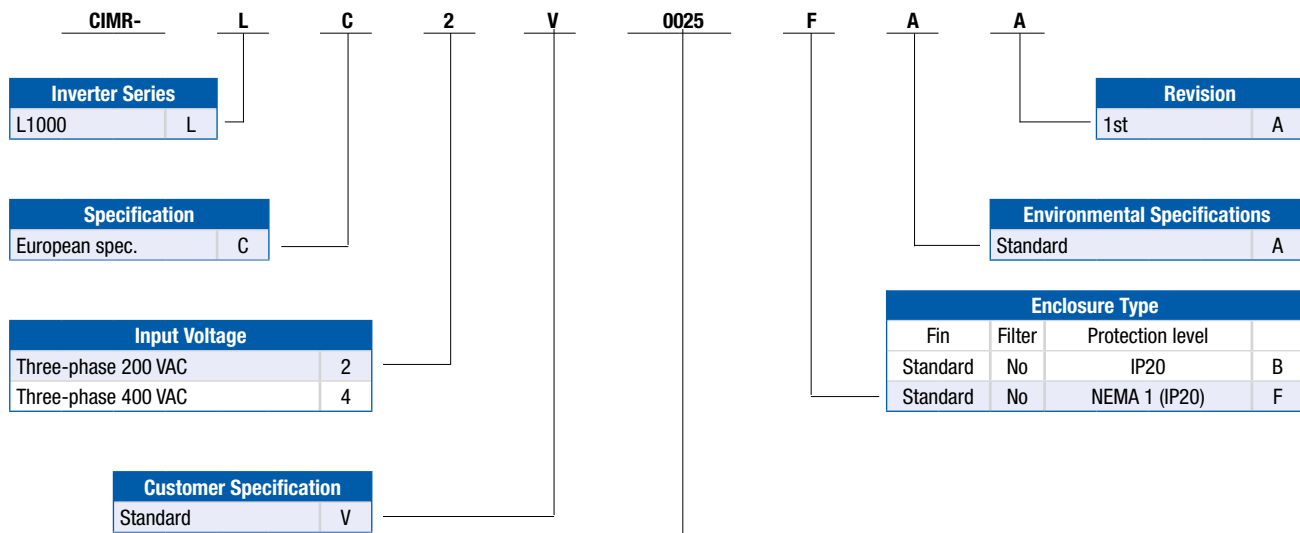 CIMR- L C 2 V 0025 F A A
Inverter Series
L1000 L
Revision
1st A
Specification
European spec. C
Environmental Specifications
Standard A
Input Voltage
Three-phase 200 VAC 2
Three-phase 400 VAC 4
Enclosure Type
Fin Filter Protection level
Standard No IP20 B
Standard No NEMA 1 (IP20) F
Customer Specification
Standard V